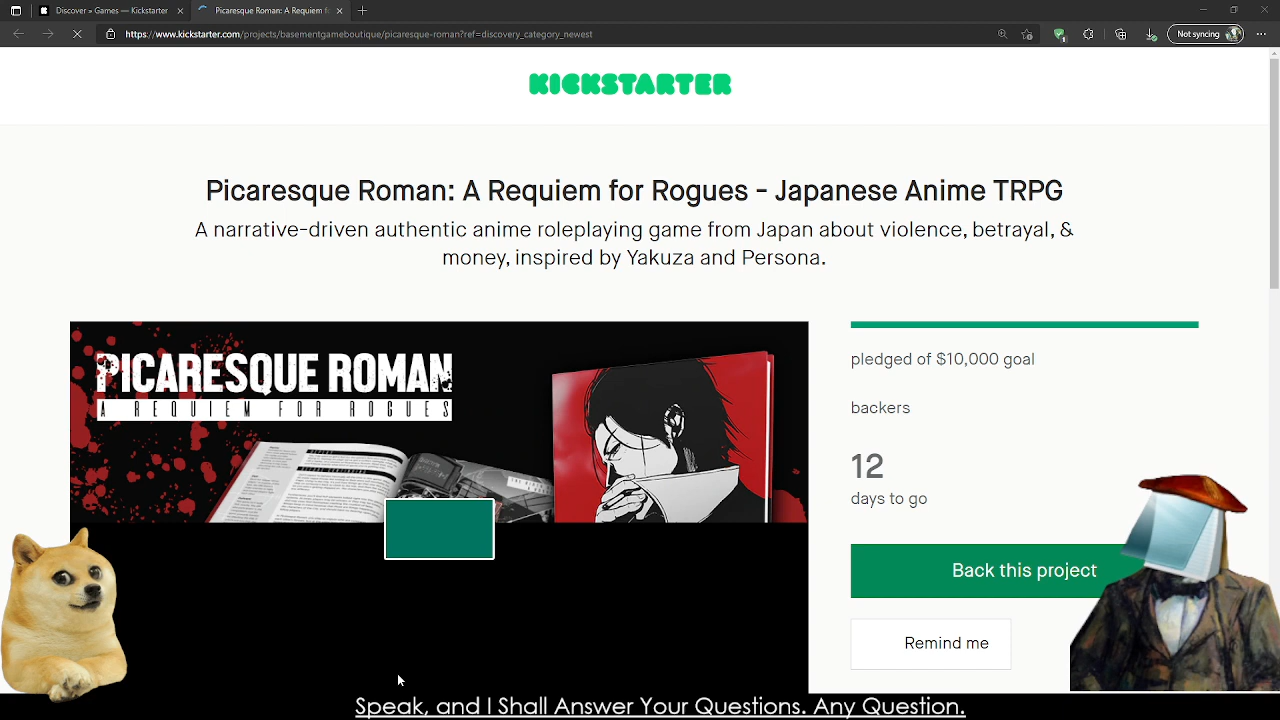 Discover » Games — Kickstarter
Picaresque Roman: A Requiem f
https://www.kickstarter.com/projects/basementgameboutique/picaresque-roman?ref=discovery_category_newest
Not syncing
KICKSTARTER
Picaresque Roman: A Requiem for Rogues - Japanese Anime TRPG
A narrative-driven authentic anime roleplaying game from Japan about violence, betrayal, &
money, inspired by Yakuza and Persona.
PICARESQUE ROMAN
A REQUIEM FOR ROGUES
pledged of $10,000 goal
backers
12
days to go
Back this project
Remind me
Speak, and I Shall Answer Your Questions. Any Question.